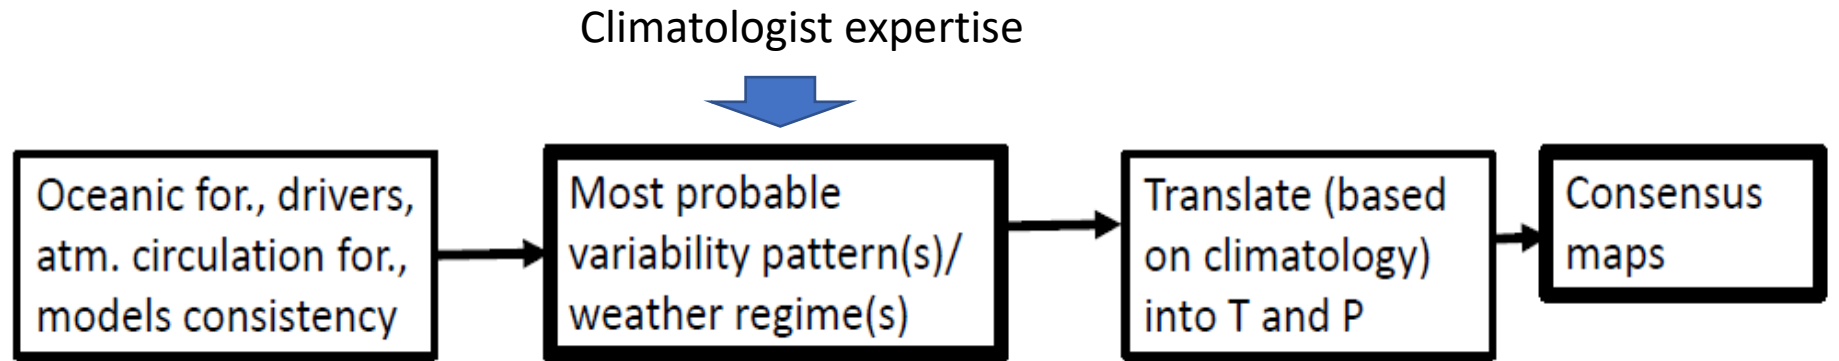 Climatologist expertise
Oceanic for., drivers,
atm. circulation for.,
models consistency
Most probable
variability pattern(s)/
weather regime(s)
Translate (based
on climatology)
into T and P
Consensus
maps